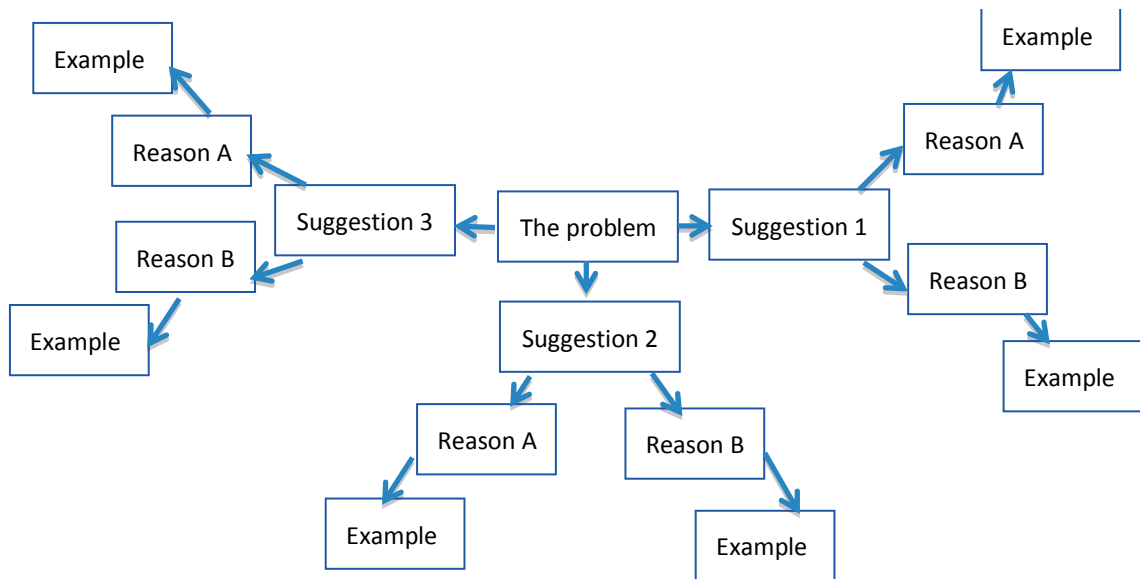 Example
Example
Reason A
Reason A
Suggestion 3
The problem
Suggestion 1
Reason B
Reason B
Example
Suggestion 2
Example
Reason A
Reason B
Example
Example